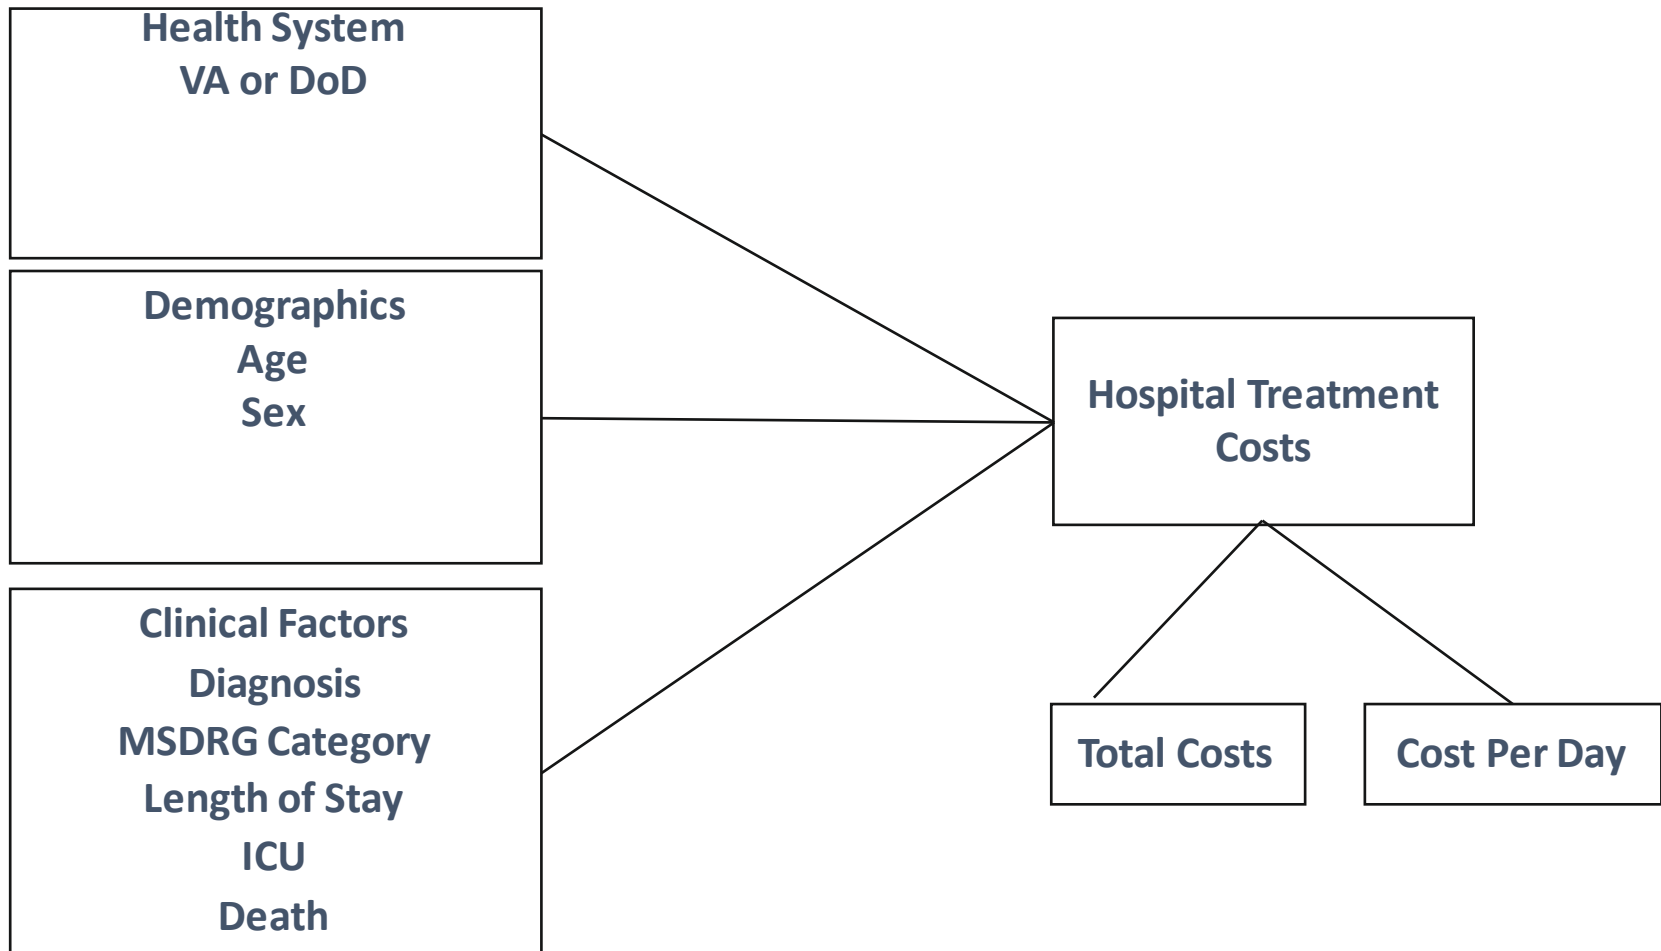 Health System
VA or DoD
Demographics
Age
Sex
Clinical Factors
Diagnosis
MSDRG Category
Length of Stay
ICU
Death
Hospital Treatment
Costs
Total Costs
Cost Per Day